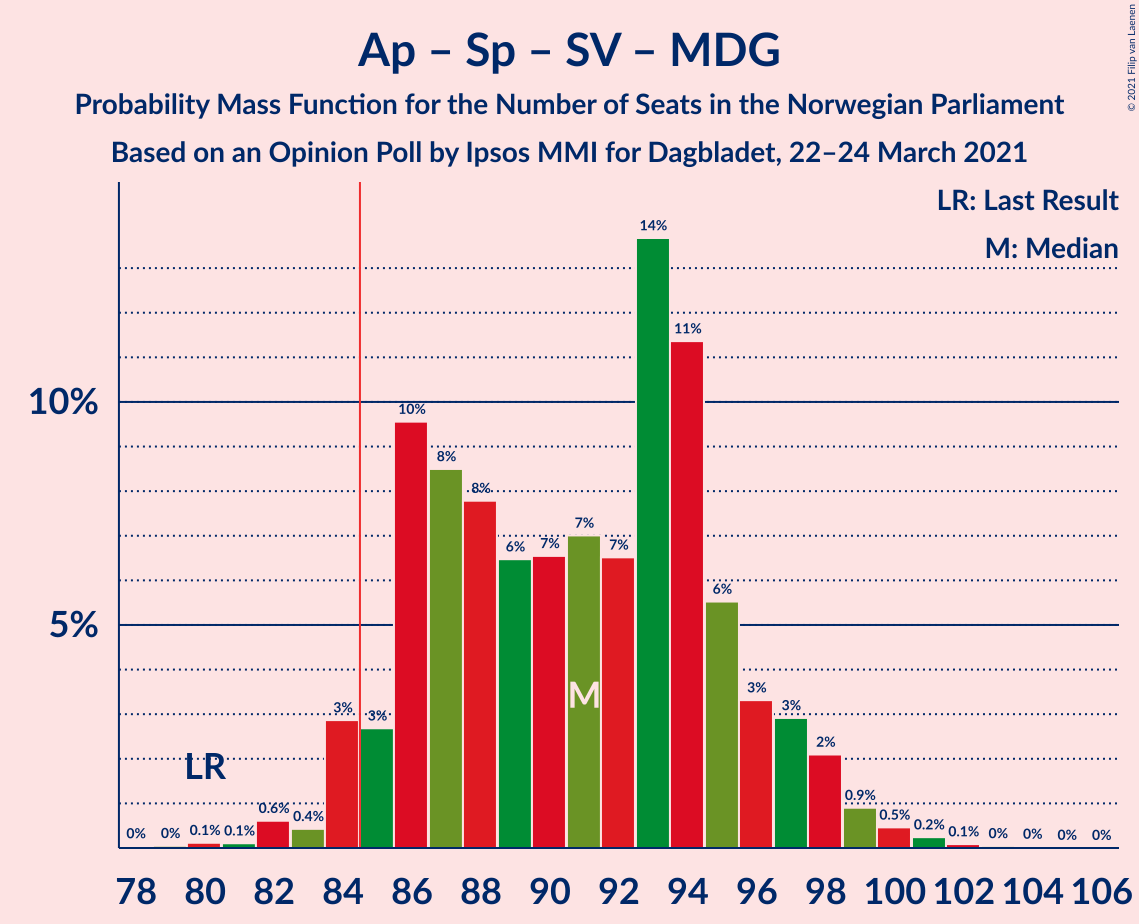 Ap – Sp – SV – MDG
Probability Mass Function for the Number of Seats in the Norwegian Parliament
Based on an Opinion Poll by Ipsos MMI for Dagbladet, 22–24 March 2021
© 2021 Filip van Laenen
LR: Last Result
M: Median
10%
5%
0% 0% 0.1% 0.1% 0.6% 0.4% 3% 3% 10% 8% 8% 6% 7% 7% 7% 14% 11% 6% 3% 3% 2% 0.9% 0.5% 0.2% 0.1% 0% 0% 0% 0%
LR
M
78 80 82 84 86 88 90 92 94 96 98 100 102 104 106